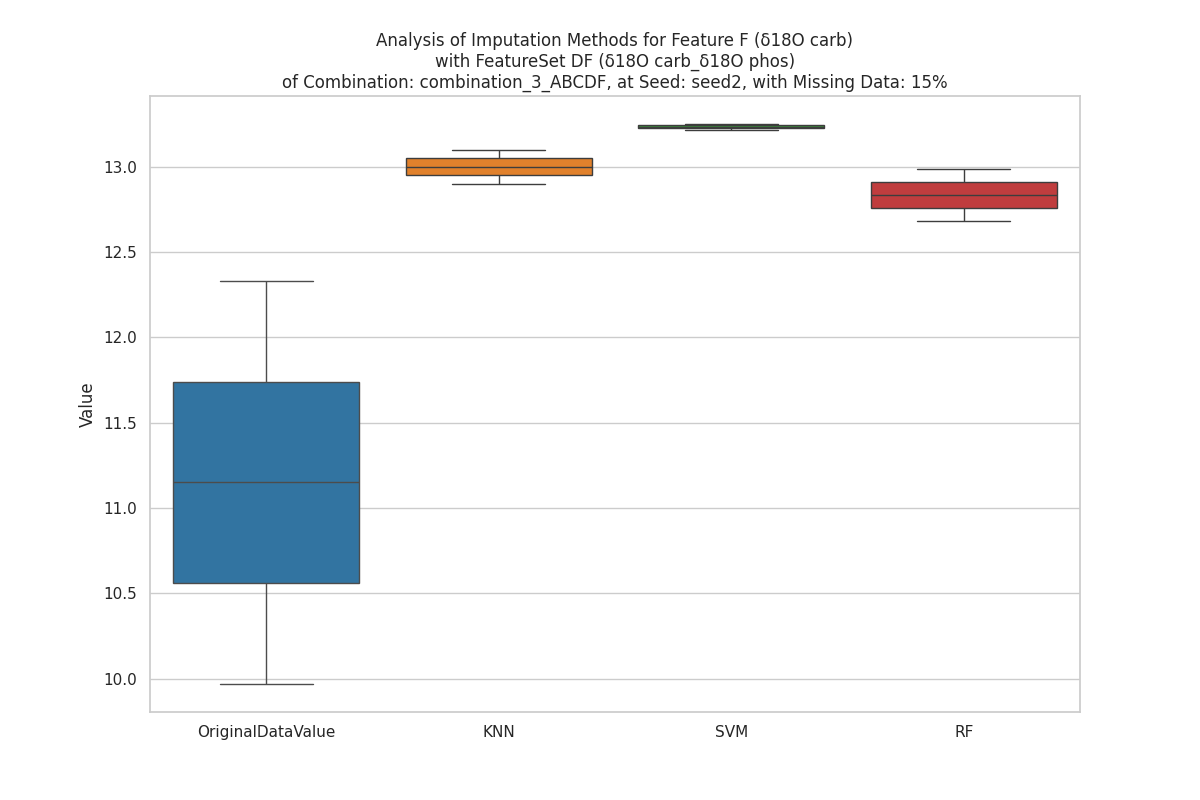 Analysis of Imputation Methods for Feature F (δ18O carb)
with FeatureSet DF (δ18O carb_δ18O phos)
of Combination: combination_3_ABCDF, at Seed: seed2, with Missing Data: 15%
Value
13.0
12.5
12.0
11.5
11.0
10.5
10.0
OriginalDataValue
KNN
SVM
RF